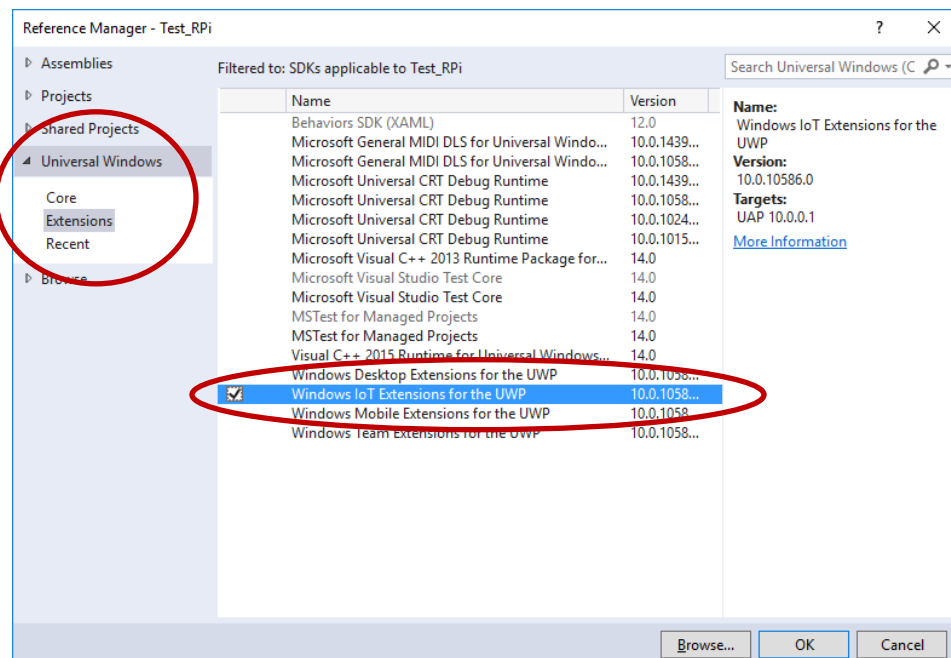 Reference Manager - Test_RPi
?
Assemblies
Projects
Shared Projects
Universal Windows
Core
Extensions
Recent
Browse
Filtered to: SDKs applicable to Test_RPi
Search Universal Windows (C
Name Version
Behaviors SDK (XAML) 12.0
Microsoft General MIDI DLS for Universal Windo... 10.0.1439...
Microsoft General MIDI DLS for Universal Windo... 10.0.1058...
Microsoft Universal CRT Debug Runtime 10.0.1439...
Microsoft Universal CRT Debug Runtime 10.0.1058...
Microsoft Universal CRT Debug Runtime 10.0.1024...
Microsoft Universal CRT Debug Runtime 10.0.1015...
Microsoft Visual C++ 2013 Runtime Package for... 14.0
Microsoft Visual Studio Test Core 14.0
Microsoft Visual Studio Test Core 14.0
MSTest for Managed Projects 14.0
MSTest for Managed Projects 14.0
Visual C++ 2015 Runtime for Universal Windows... 14.0
Windows Desktop Extensions for the UWP 10.0.1058...
Windows IoT Extensions for the UWP 10.0.1058...
Windows Mobile Extensions for the UWP 10.0.1058...
Windows Team Extensions for the UWP 10.0.1058...
Name:
Windows IoT Extensions for the
UWP
Version:
10.0.10586.0
Targets:
UAP 10.0.0.1
More Information
Browse... OK Cancel